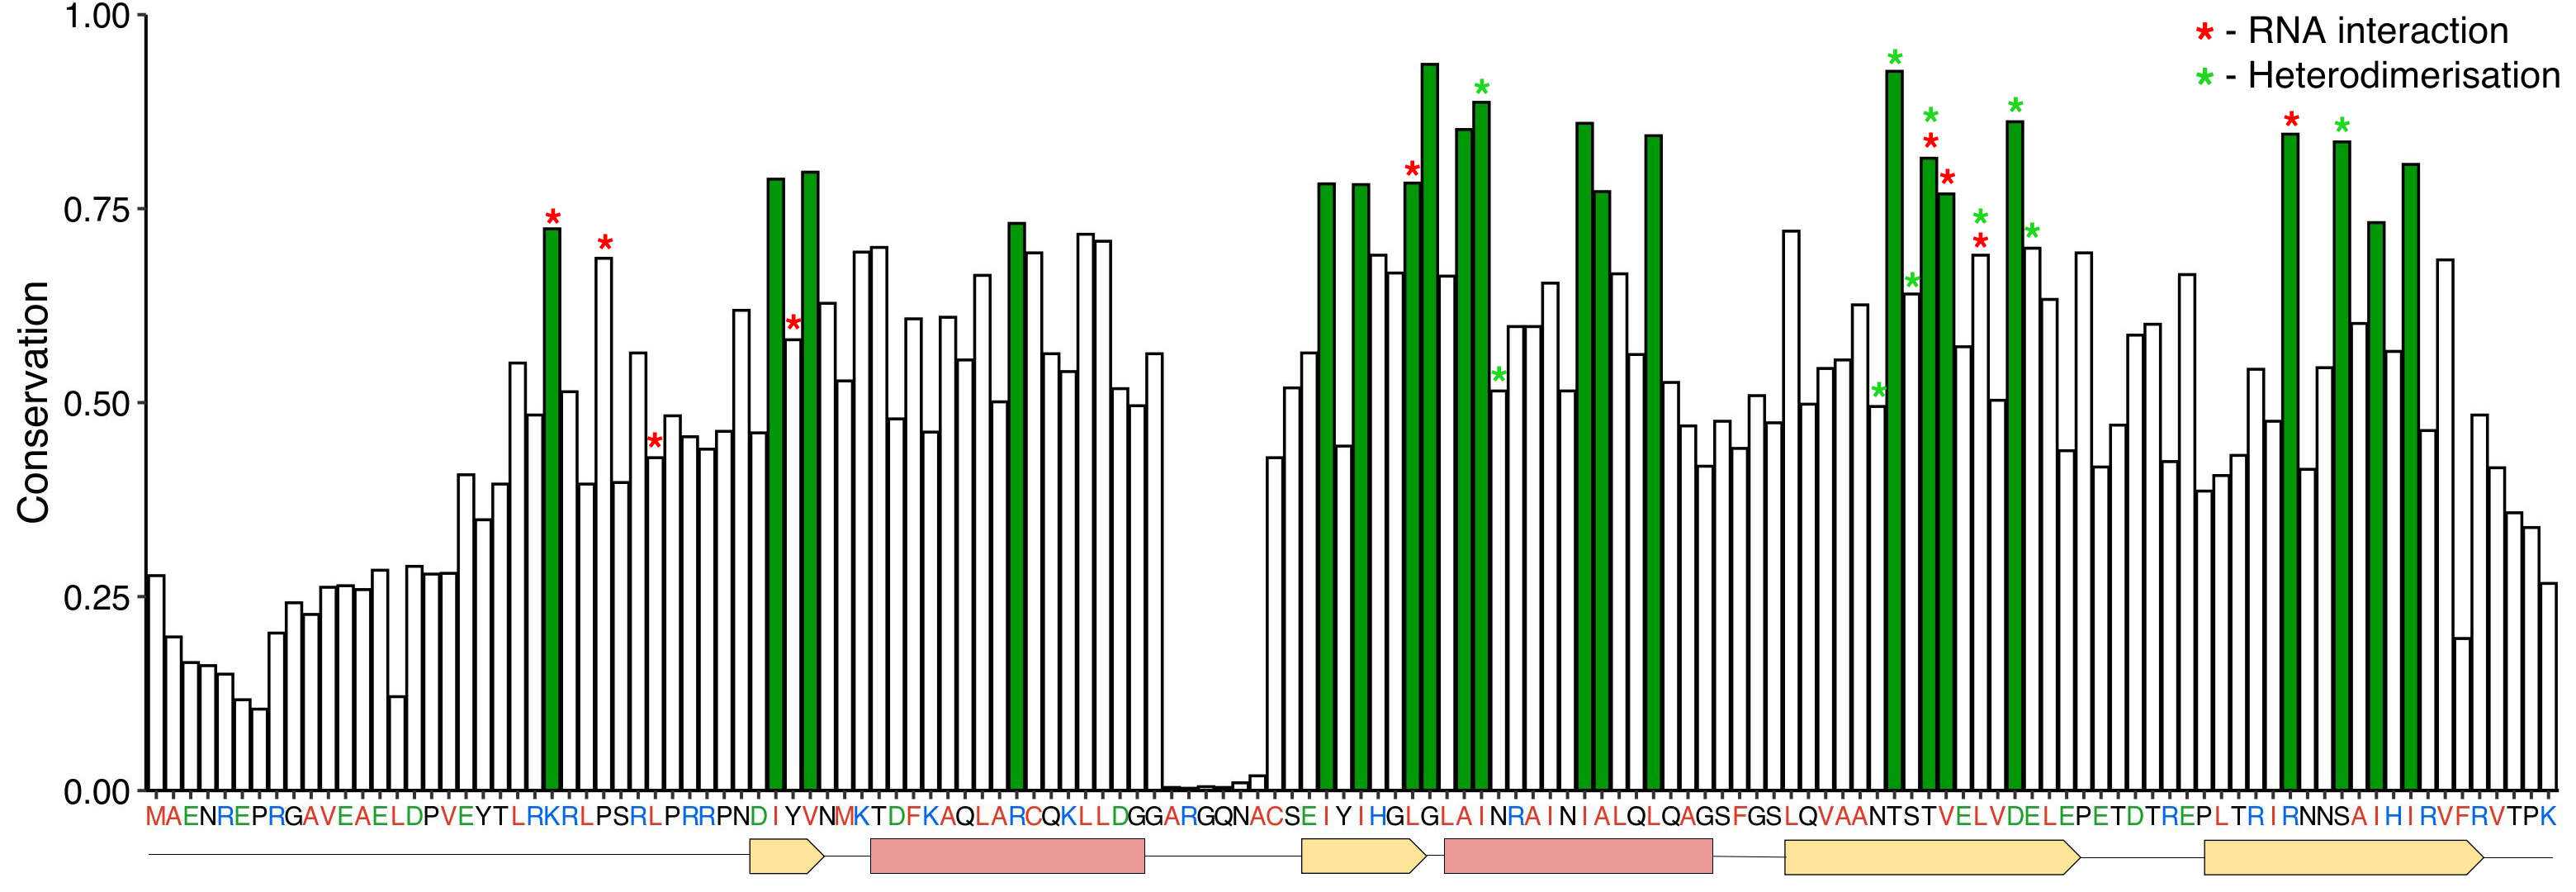 1.00
* - RNA interaction
* - Heterodimerisation
0.75
0.50
0.25
0.00
Conservation
MAENREPRGAVEAELDPVEYTLRKRLPSRLPRRPNDIYVNMKTDFKAQLARCQKLLDGGARGQNACSEIYIHGLGLAINRAINIALQLQAGSFGSLQVAANTSTVELVDELEPETDTREPLTRIRNNSAIHIRVFRVTPK